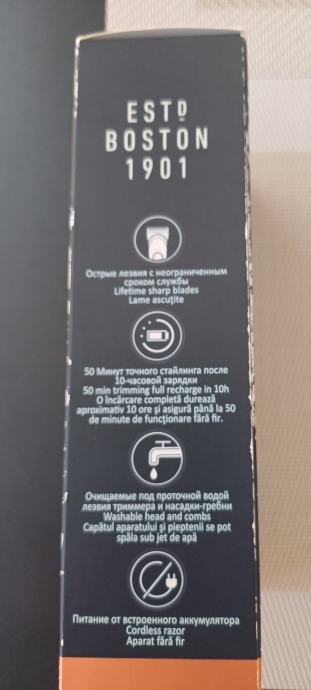 ESTD
BOSTON
1901
Острые лезвия с неограниченным
сроком службы
Lifetime sharp blades
Lame ascuțite
50 Минут точного стайлинга после
10-часовой зарядки
50 min trimming full recharge in 10h
O încărcare completă durează
aproximativ 10 ore și asigură până la 50
de minute de funcționare fără fir.
Очищаемые под проточной водой
лезвия триммера и насадки-гребни
Washable head and combs
Capătul aparatului și pieptenii se pot
spăla sub jet de apă
Питание от встроенного аккумулятора
Cordless razor
Aparat fără fir